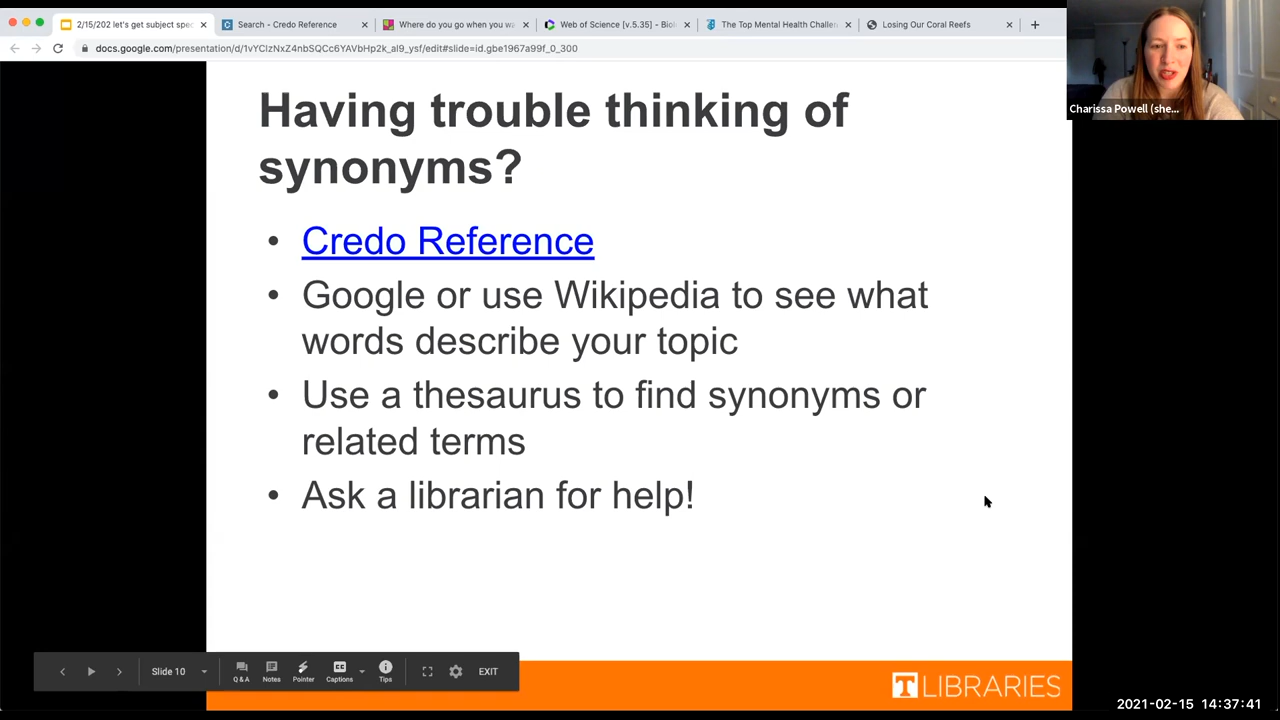 2/15/202 let's get subject spec
Search - Credo Reference
Where do you go when you wa
Web of Science [v.5.35] - Biol
The Top Mental Health Challen
Losing Our Coral Reefs
docs.google.com/presentation/d/1vYClzNxZ4nbSQCc6YAVbHp2k_al9_ysf/edit#slide=id.gbe1967a99f_0_300
Charissa Powell (she...
Having trouble thinking of
synonyms?
• Credo Reference
• Google or use Wikipedia to see what
words describe your topic
• Use a thesaurus to find synonyms or
related terms
• Ask a librarian for help!
Slide 10
Q & A
Notes
Pointer
CC
Captions
Tips
EXIT
T LIBRARIES
2021-02-15 14:37:41